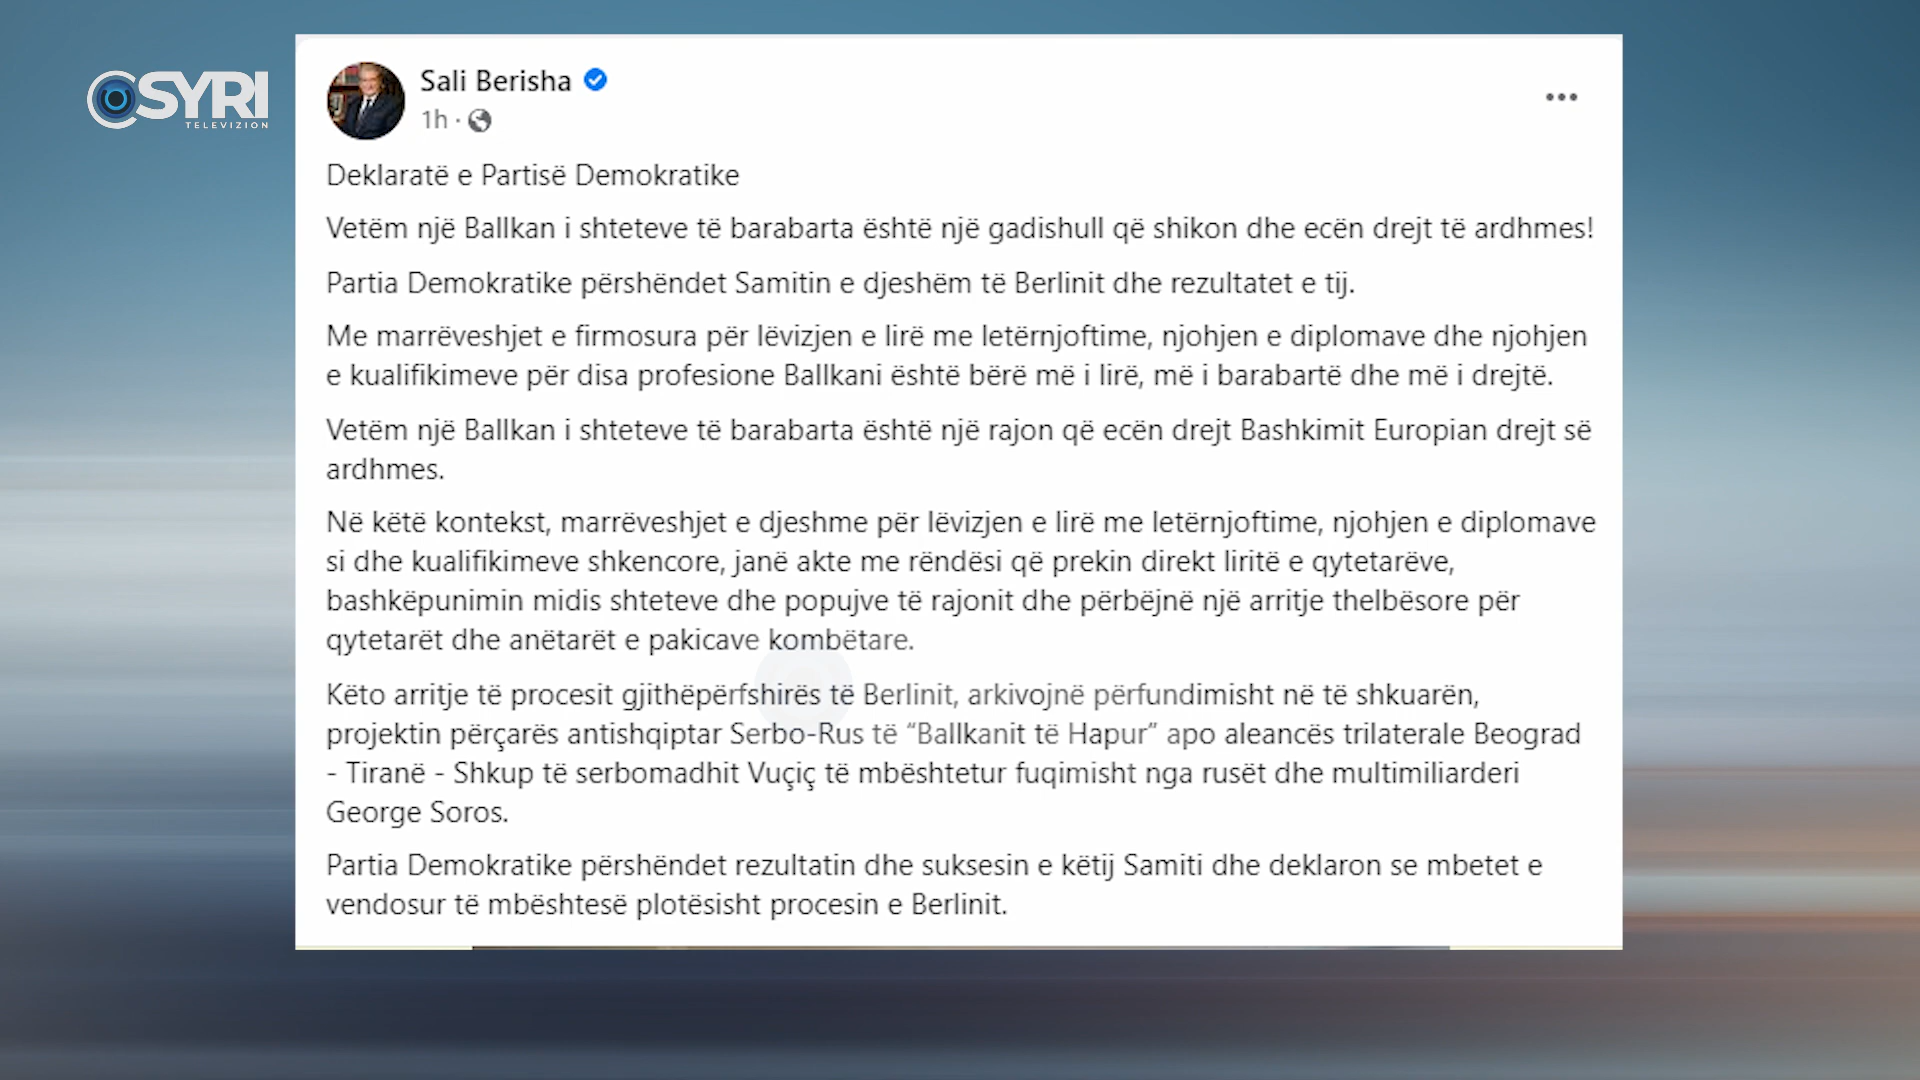 SYRI
TELEVIZION
Sali Berisha
1h ·
Deklaratë e Partisë Demokratike
Vetëm një Ballkan i shteteve të barabarta është një gadishull që shikon dhe ecën drejt të ardhmes!
Partia Demokratike përshëndet Samitin e djeshëm të Berlinit dhe rezultatet e tij.
Me marrëveshjet e firmosura për lëvizjen e lirë me letërnjoftime, njohjen e diplomave dhe njohjen
e kualifikimeve për disa profesione Ballkani është bërë më i lirë, më i barabartë dhe më i drejtë.
Vetëm një Ballkan i shteteve të barabarta është një rajon që ecën drejt Bashkimit Europian drejt së
ardhmes.
Në këtë kontekst, marrëveshjet e djeshme për lëvizjen e lirë me letërnjoftime, njohjen e diplomave
si dhe kualifikimeve shkencore, janë akte me rëndësi që prekin direkt liritë e qytetarëve,
bashkëpunimin midis shteteve dhe popujve të rajonit dhe përbëjnë një arritje thelbësore për
qytetarët dhe anëtarët e pakicave kombëtare.
Këto arritje të procesit gjithëpërfshirës të Berlinit, arkivojnë përfundimisht në të shkuarën,
projektin përçarës antishqiptar Serbo-Rus të “Ballkanit të Hapur” apo aleancës trilaterale Beograd
- Tiranë - Shkup të serbomadhit Vuçiç të mbështetur fuqimisht nga rusët dhe multimiliarderi
George Soros.
Partia Demokratike përshëndet rezultatin dhe suksesin e këtij Samiti dhe deklaron se mbetet e
vendosur të mbështesë plotësisht procesin e Berlinit.